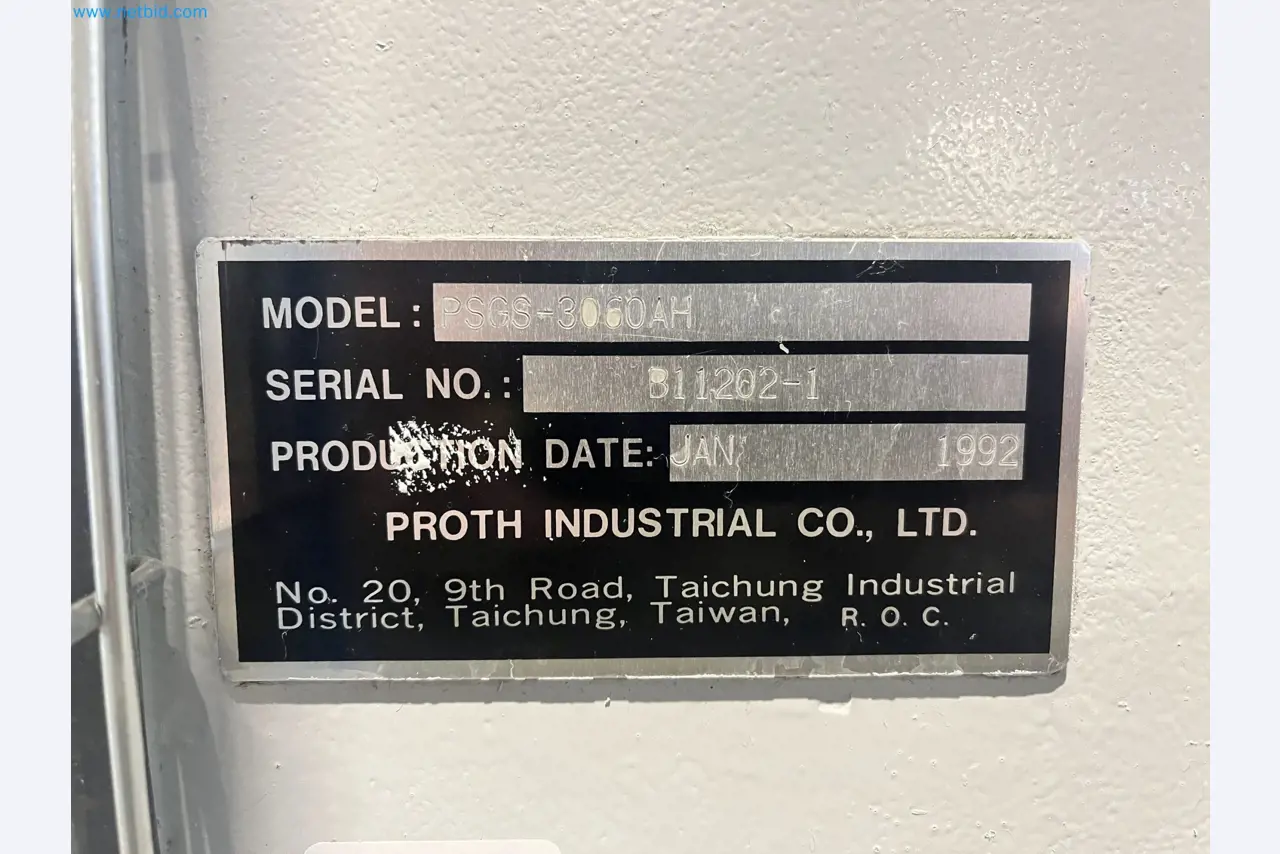 www.netbid.com
MODEL: PSGS-3060AH
SERIAL NO.: B11202-1
PRODUCTION DATE: JAN 1992
PROTH INDUSTRIAL CO., LTD.
No. 20, 9th Road, Taichung Industrial
District, Taichung, Taiwan, R. O. C.